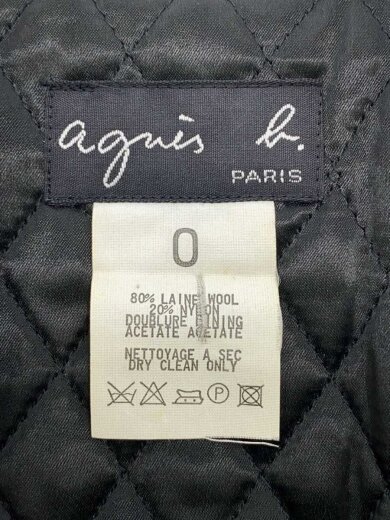 agnès b.
PARIS
0
80% LAINE WOOL
20% NYLON
DOUBLURE LINING
ACETATE ACETATE
NETTOYAGE A SEC
DRY CLEAN ONLY
P